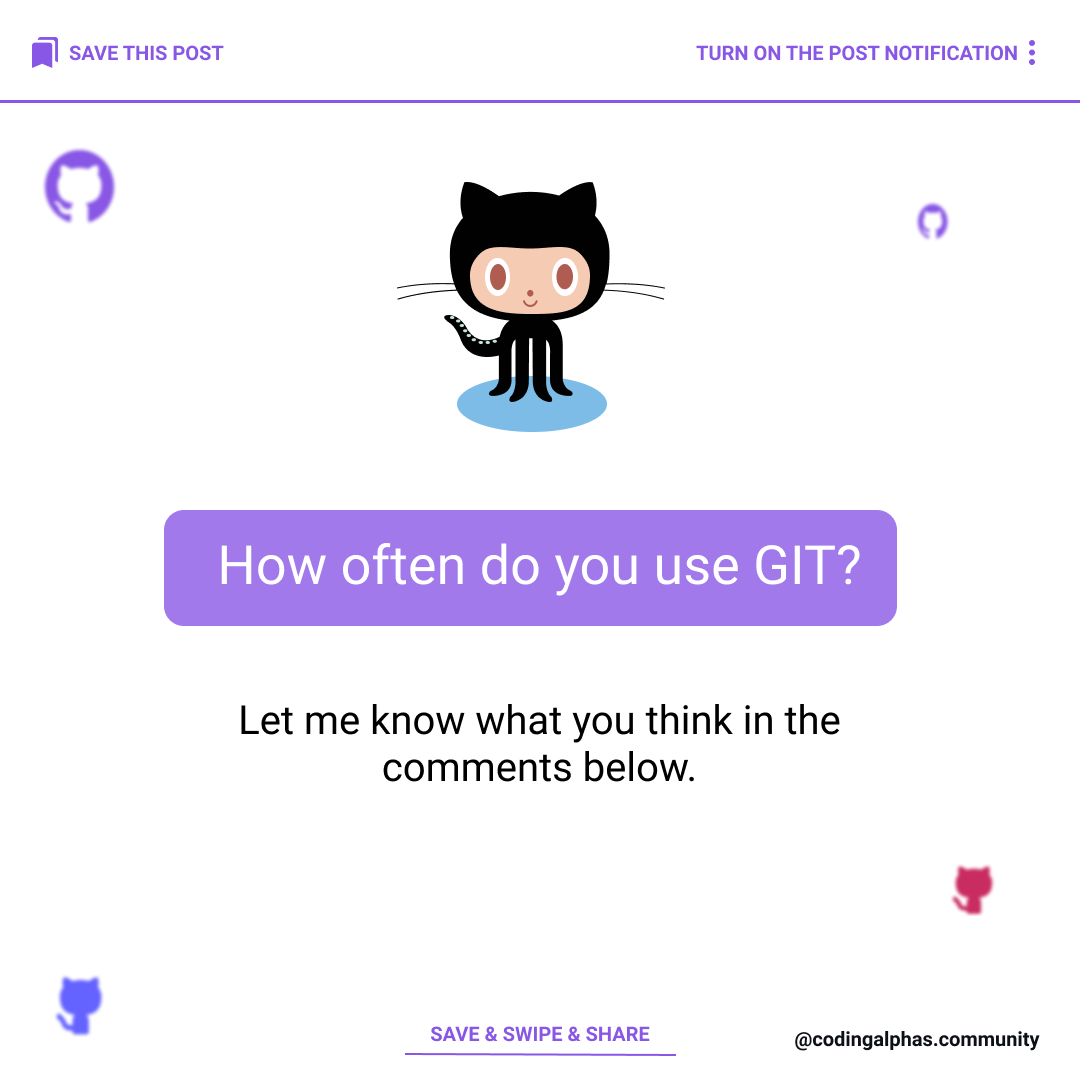 SAVE THIS POST
TURN ON THE POST NOTIFICATION
How often do you use GIT?
Let me know what you think in the
comments below.
SAVE & SWIPE & SHARE
@codingalphas.community